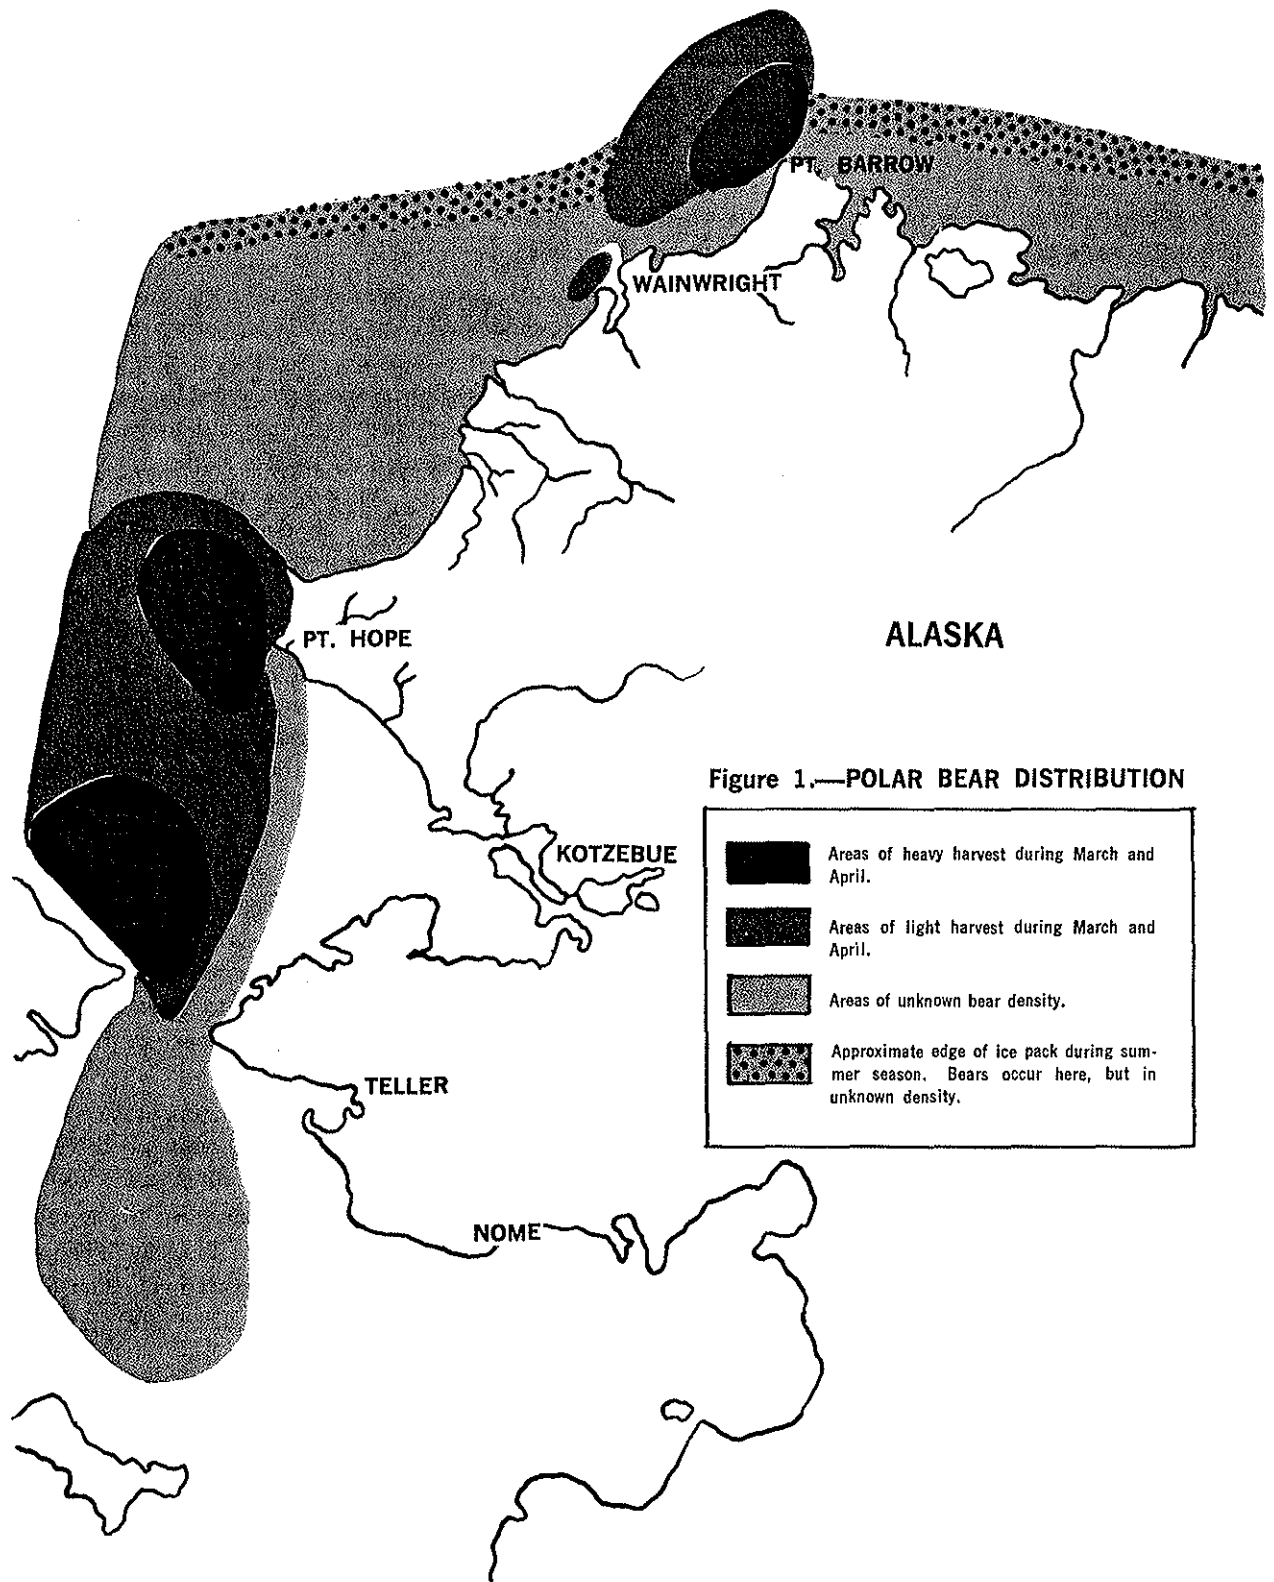 PT. BARROW
WAINWRIGHT
PT. HOPE
ALASKA
Figure 1.—POLAR BEAR DISTRIBUTION
KOTZEBUE
Areas of heavy harvest during March and
April.
Areas of light harvest during March and
April.
Areas of unknown bear density.
Approximate edge of ice pack during sum-
mer season. Bears occur here, but in
unknown density.
TELLER
NOME